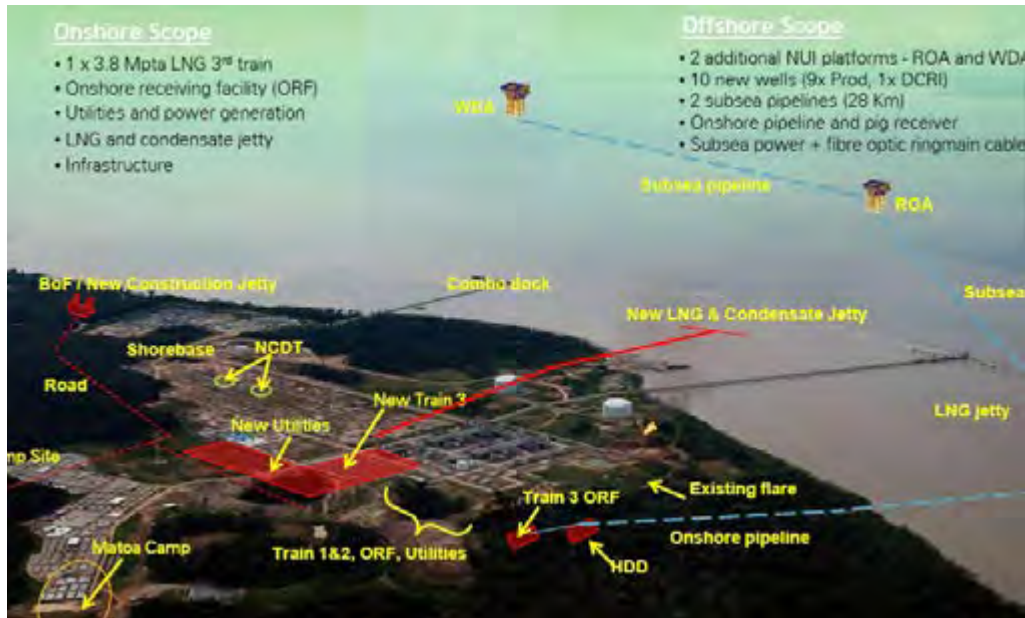 Onshore Scope
• 1 x 3.8 Mpta LNG 3rd train
• Onshore receiving facility (ORF)
• Utilities and power generation
• LNG and condensate jetty
• Infrastructure
Offshore Scope
• 2 additional NUI platforms - ROA and WDA
• 10 new wells (9x Prod, 1x DCRI)
• 2 subsea pipelines (28 Km)
• Onshore pipeline and pig receiver
• Subsea power + fibre optic ringmain cable
WDA
Subsea pipeline
ROA
BoF / New Construction Jetty
Combo dock
Subsea
New LNG & Condensate Jetty
Shorebase
NCDT
Road
New Train 3
LNG jetty
New Utilities
mp Site
Existing flare
Train 3 ORF
Train 1&2, ORF, Utilities
Onshore pipeline
HDD
Matoa Camp